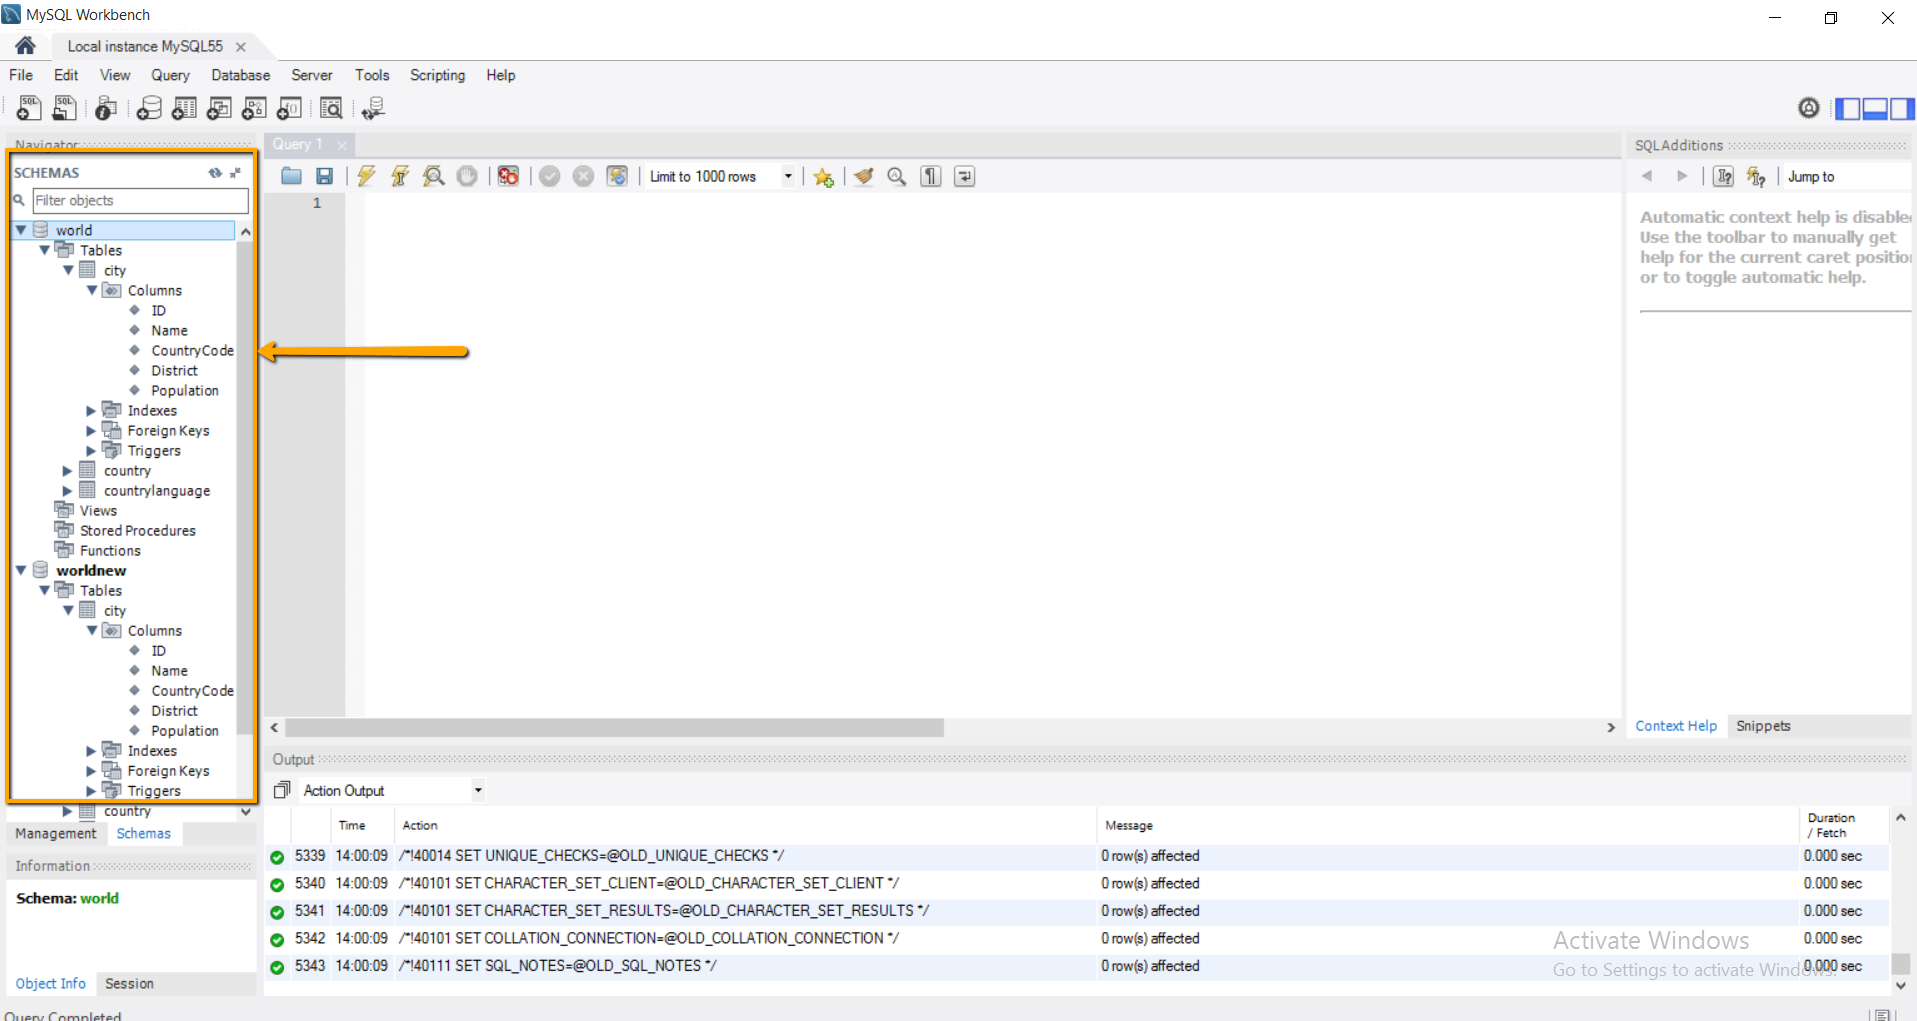 MySQL Workbench
Local instance MySQL55
File Edit View Query Database Server Tools Scripting Help
Navigator
SCHEMAS
Filter objects
world
Tables
city
Columns
ID
Name
CountryCode
District
Population
Indexes
Foreign Keys
Triggers
country
countrylanguage
Views
Stored Procedures
Functions
worldnew
Tables
city
Columns
ID
Name
CountryCode
District
Population
Indexes
Foreign Keys
Triggers
country
Management Schemas
Information
Schema: world
Object Info Session
Query Completed
Query 1
Limit to 1000 rows
1
SQLAdditions
Jump to
Automatic context help is disabled
Use the toolbar to manually get
help for the current caret position
or to toggle automatic help.
Context Help Snippets
Output
Action Output
Time Action Message Duration / Fetch
5339 14:00:09 /*!40014 SET UNIQUE_CHECKS=@OLD_UNIQUE_CHECKS */ 0 row(s) affected 0.000 sec
5340 14:00:09 /*!40101 SET CHARACTER_SET_CLIENT=@OLD_CHARACTER_SET_CLIENT */ 0 row(s) affected 0.000 sec
5341 14:00:09 /*!40101 SET CHARACTER_SET_RESULTS=@OLD_CHARACTER_SET_RESULTS */ 0 row(s) affected 0.000 sec
5342 14:00:09 /*!40101 SET COLLATION_CONNECTION=@OLD_COLLATION_CONNECTION */ 0 row(s) affected 0.000 sec
5343 14:00:09 /*!40111 SET SQL_NOTES=@OLD_SQL_NOTES */ 0 row(s) affected 0.000 sec
Activate Windows
Go to Settings to activate Windows.